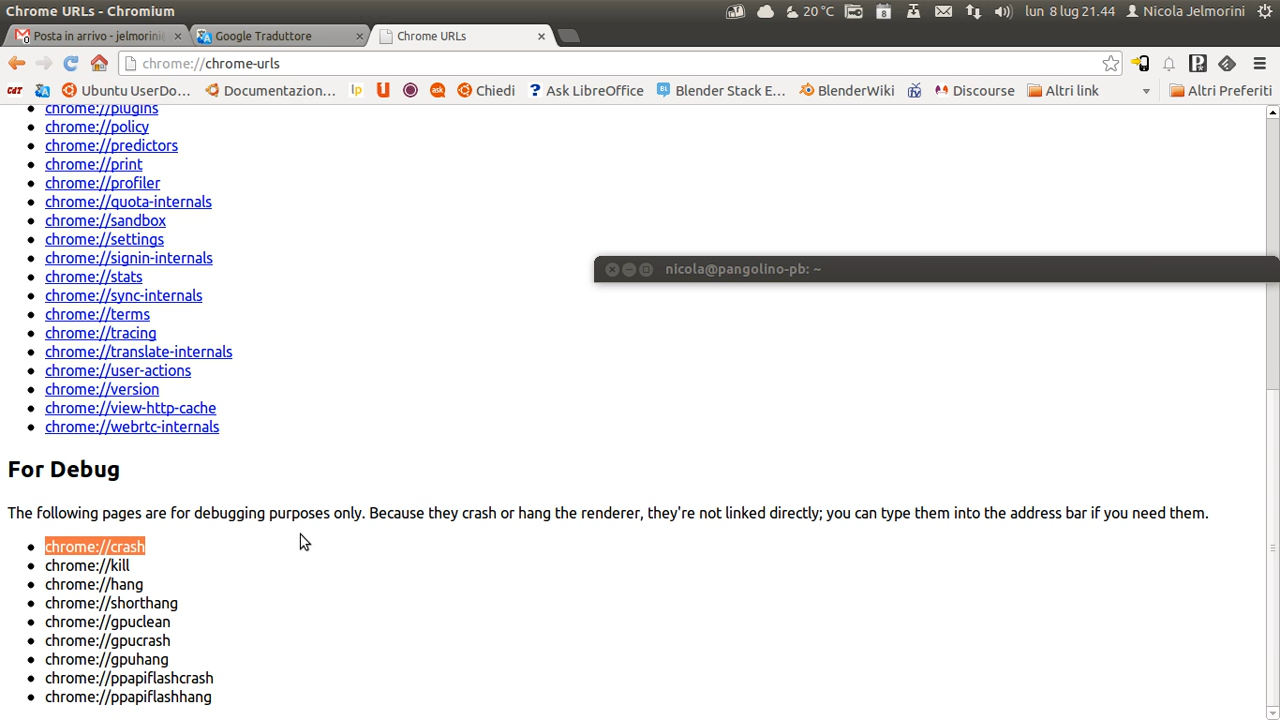 Chrome URLs - Chromium
20 °C
8
lun 8 lug 21.44
Nicola Jelmorini
Posta in arrivo - jelmorini
Google Traduttore
Chrome URLs
chrome://chrome-urls
CdT
Ubuntu UserDo...
Documentazion...
lp
U
ask
Chiedi
? Ask LibreOffice
BL
Blender Stack E...
BlenderWiki
Discourse
Altri link
Altri Preferiti
chrome://plugins
chrome://policy
chrome://predictors
chrome://print
chrome://profiler
chrome://quota-internals
chrome://sandbox
chrome://settings
chrome://signin-internals
chrome://stats
chrome://sync-internals
chrome://terms
chrome://tracing
chrome://translate-internals
chrome://user-actions
chrome://version
chrome://view-http-cache
chrome://webrtc-internals
nicola@pangolino-pb: ~
For Debug
The following pages are for debugging purposes only. Because they crash or hang the renderer, they're not linked directly; you can type them into the address bar if you need them.
chrome://crash
chrome://kill
chrome://hang
chrome://shorthang
chrome://gpuclean
chrome://gpucrash
chrome://gpuhang
chrome://ppapiflashcrash
chrome://ppapiflashhang